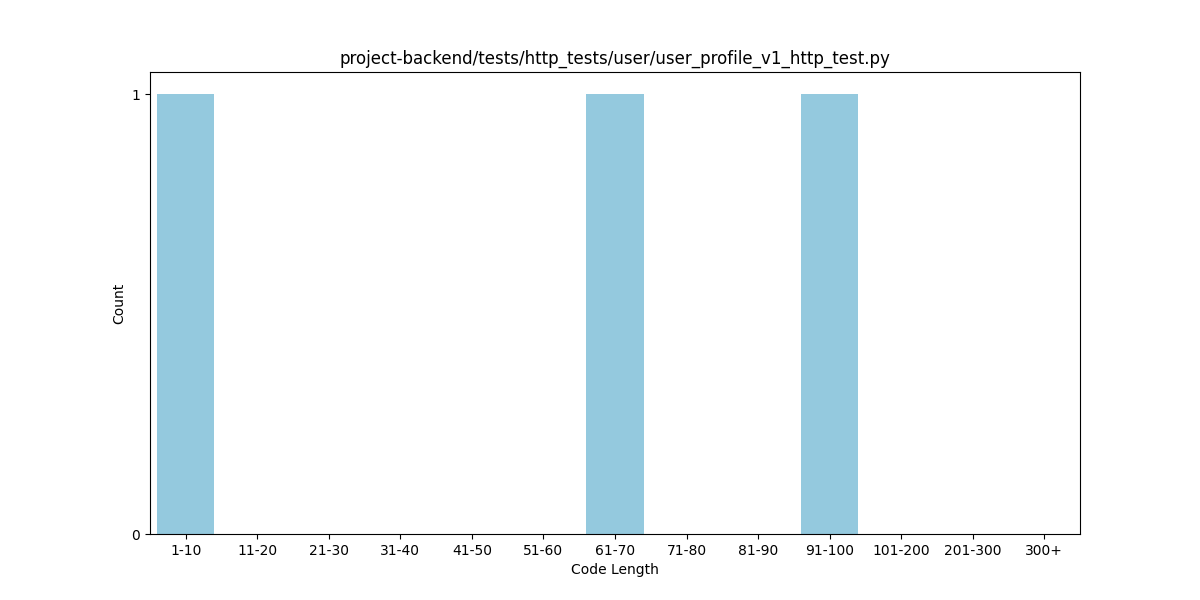 project-backend/tests/http_tests/user/user_profile_v1_http_test.py
1
Count
0
1-10 11-20 21-30 31-40 41-50 51-60 61-70 71-80 81-90 91-100 101-200 201-300 300+
Code Length